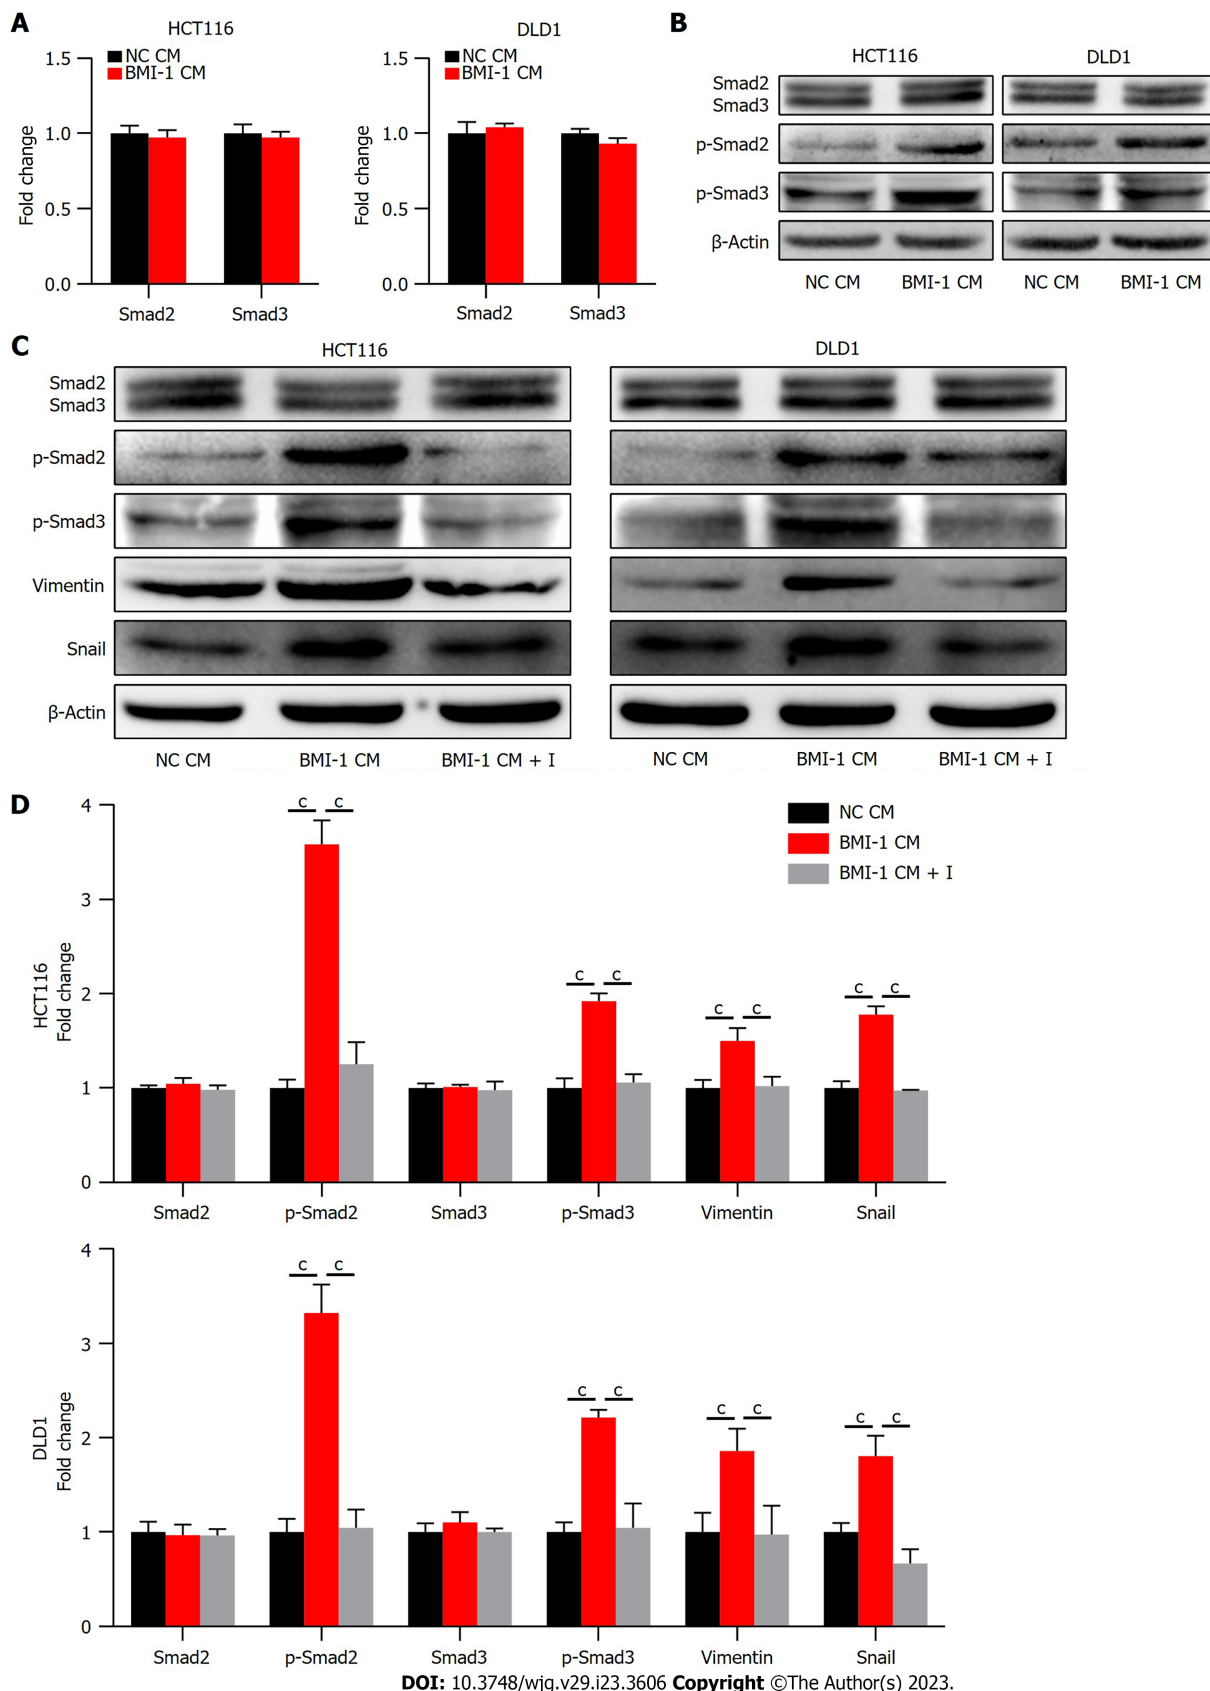 A
HCT116
NC CM
BMI-1 CM
1.5
1.0
0.5
0.0
Fold change
Smad2 Smad3
DLD1
NC CM
BMI-1 CM
1.5
1.0
0.5
0.0
Fold change
Smad2 Smad3
B
HCT116 DLD1
Smad2
Smad3
p-Smad2
p-Smad3
β-Actin
NC CM BMI-1 CM NC CM BMI-1 CM
C
HCT116 DLD1
Smad2
Smad3
p-Smad2
p-Smad3
Vimentin
Snail
β-Actin
NC CM BMI-1 CM BMI-1 CM + I NC CM BMI-1 CM BMI-1 CM + I
D
NC CM
BMI-1 CM
BMI-1 CM + I
HCT116
Fold change
4
3
2
1
0
c c
c c
c c
c c
Smad2 p-Smad2 Smad3 p-Smad3 Vimentin Snail
DLD1
Fold change
4
3
2
1
0
c c
c c
c c
c c
Smad2 p-Smad2 Smad3 p-Smad3 Vimentin Snail
DOI: 10.3748/wjg.v29.i23.3606 Copyright ©The Author(s) 2023.